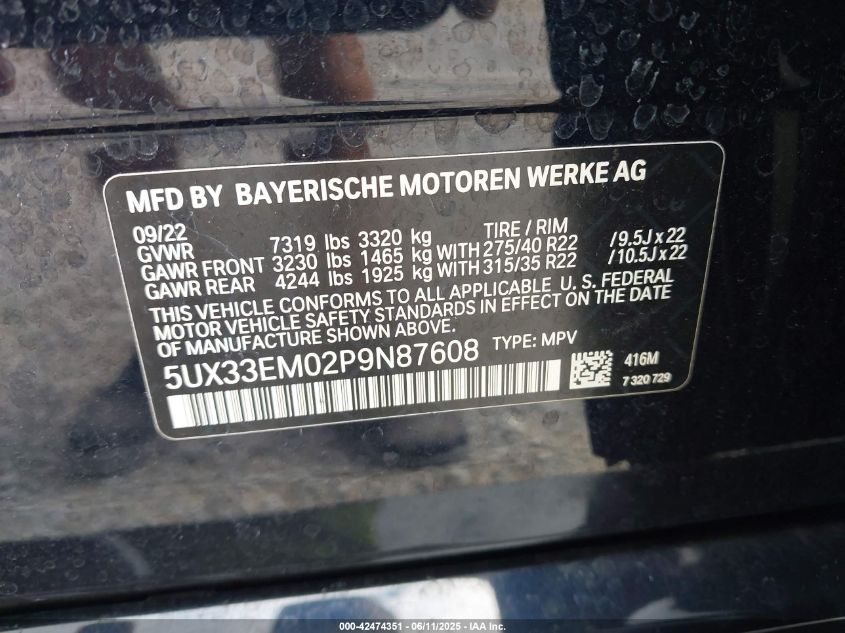 MFD BY BAYERISCHE MOTOREN WERKE AG
09/22 TIRE / RIM
GVWR 7319 lbs 3320 kg
GAWR FRONT 3230 lbs 1465 kg WITH 275/40 R22 /9.5J x 22
GAWR REAR 4244 lbs 1925 kg WITH 315/35 R22 /10.5J x 22
THIS VEHICLE CONFORMS TO ALL APPLICABLE U. S. FEDERAL
MOTOR VEHICLE SAFETY STANDARDS IN EFFECT ON THE DATE
OF MANUFACTURE SHOWN ABOVE.
5UX33EM02P9N87608 TYPE: MPV
416M
7 320 729
000-42474351 - 06/11/2025 - IAA Inc.